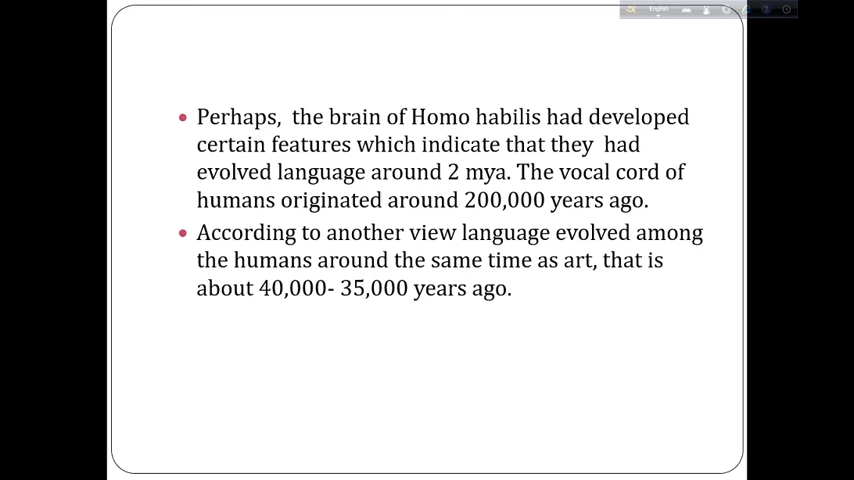 English
• Perhaps,  the brain of Homo habilis had developed
certain features which indicate that they  had
evolved language around 2 mya. The vocal cord of
humans originated around 200,000 years ago.
• According to another view language evolved among
the humans around the same time as art, that is
about 40,000- 35,000 years ago.